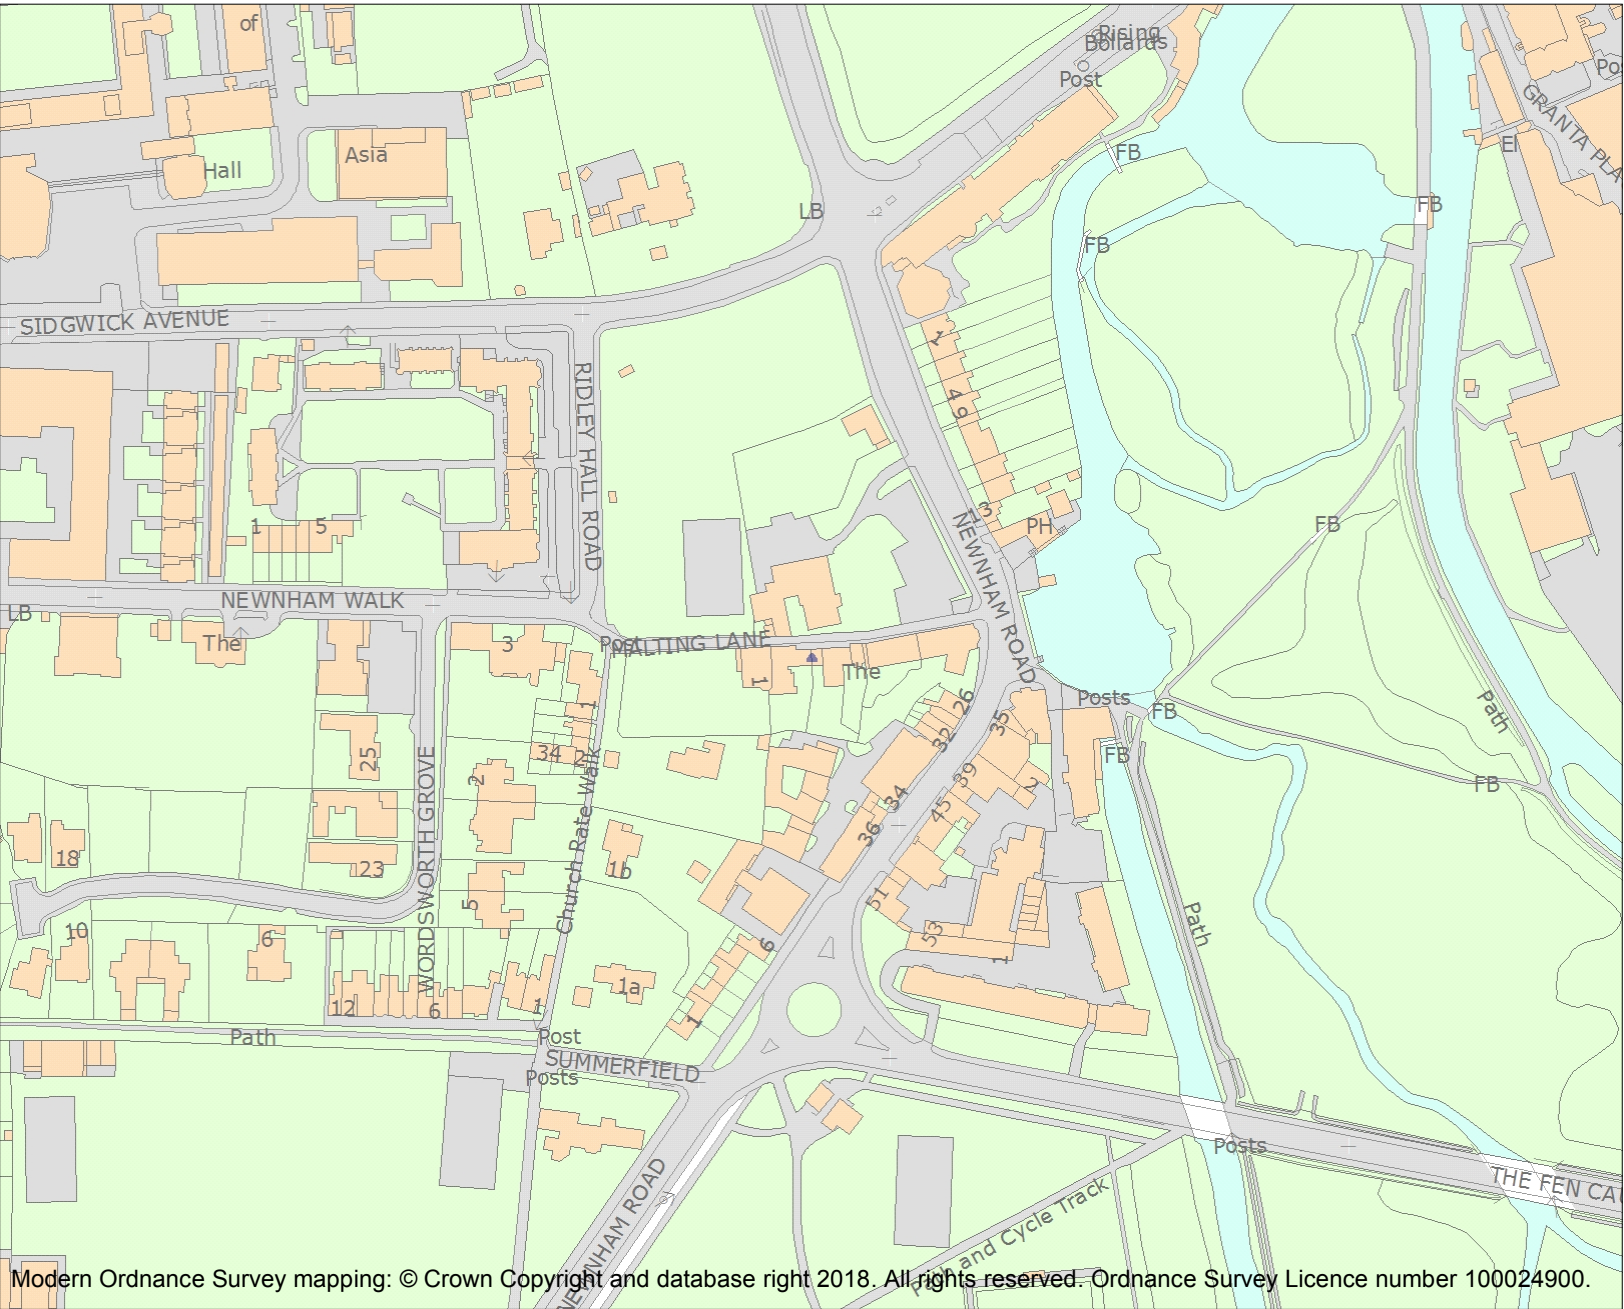 of
Rising
Bollards
Post
Pos
GRANTA PLA
Asia
Hall
FB
El
LB
FB
FB
SIDGWICK AVENUE
1
RIDLEY HALL ROAD
4 9
1 5
13
PH
NEWNHAM ROAD
FB
NEWNHAM WALK
LB
The
3
Post
MALTING LANE
1
The
26
Posts
FB
Path
35
32
1
25
34 2
FB
WORDSWORTH GROVE
2
Church Rate Walk
39
2
FB
34
45
36
18
23
1b
51
5
Path
10
6
6
53
1
1a
12
6
1
1
Path
Post
SUMMERFIELD
Posts
Posts
THE FEN CAU
NEWNHAM ROAD
Path and Cycle Track
Modern Ordnance Survey mapping: © Crown Copyright and database right 2018. All rights reserved. Ordnance Survey Licence number 100024900.